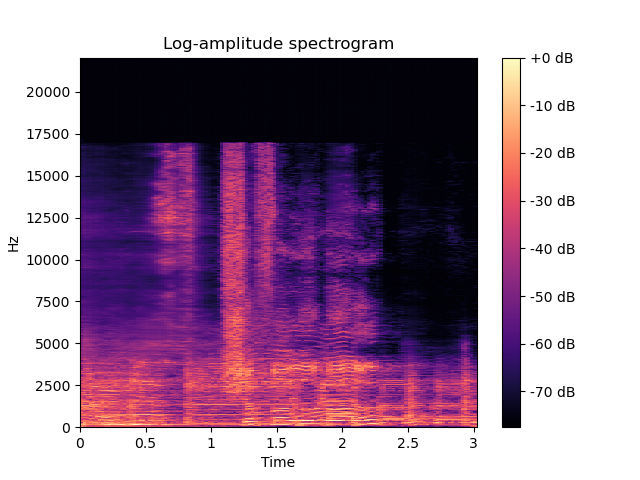 Log-amplitude spectrogram
Hz
20000
17500
15000
12500
10000
7500
5000
2500
0
0 0.5 1 1.5 2 2.5 3
Time
+0 dB
-10 dB
-20 dB
-30 dB
-40 dB
-50 dB
-60 dB
-70 dB